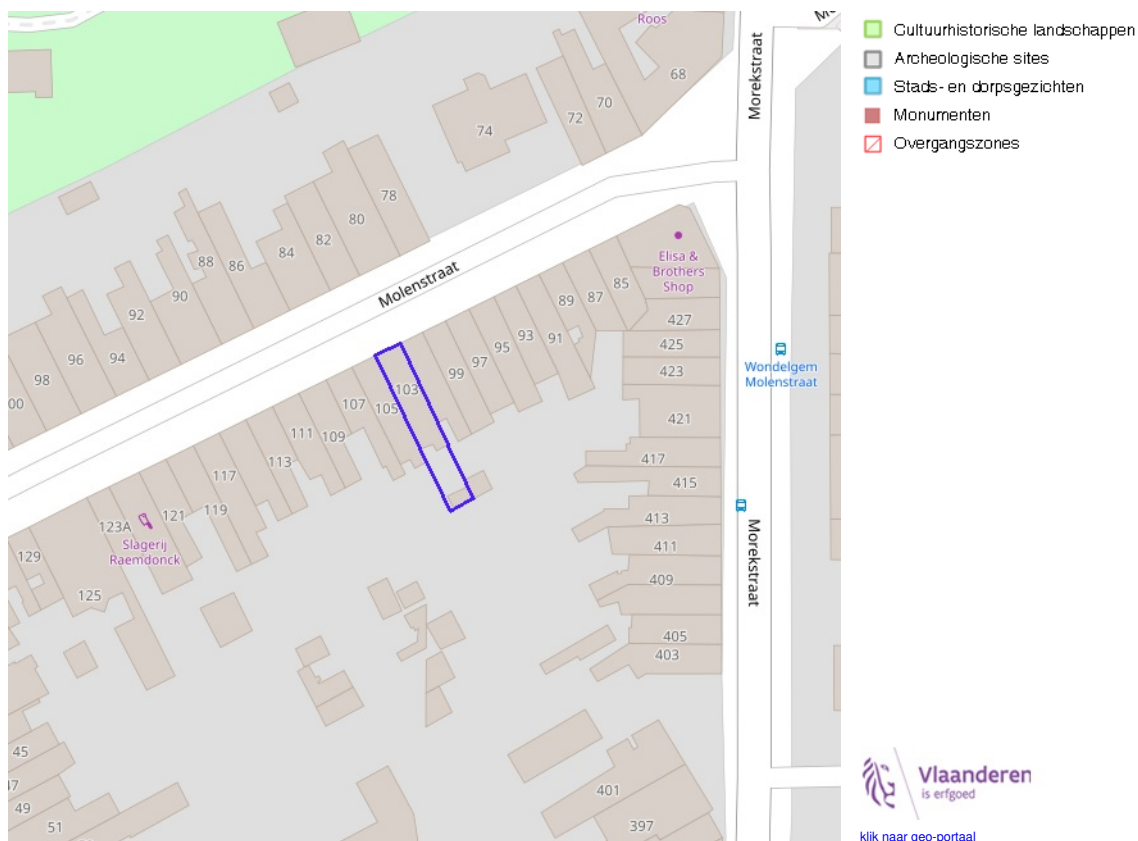 Roos
Mo
68
70
72
74
Morekstraat
78
80
82
84
86
88
90
92
94
96
98
00
Molenstraat
Elisa &
Brothers
Shop
85
87
89
91
93
95
97
99
103
105
107
109
111
113
117
119
121
123A
125
129
Slagerij
Raemdonck
427
425
423
421
417
415
413
411
409
405
403
401
397
Wondelgem
Molenstraat
Morekstraat
45
47
49
51
Cultuurhistorische landschappen
Archeologische sites
Stads- en dorpsgezichten
Monumenten
Overgangszones
Vlaanderen
is erfgoed
klik naar geo-portaal